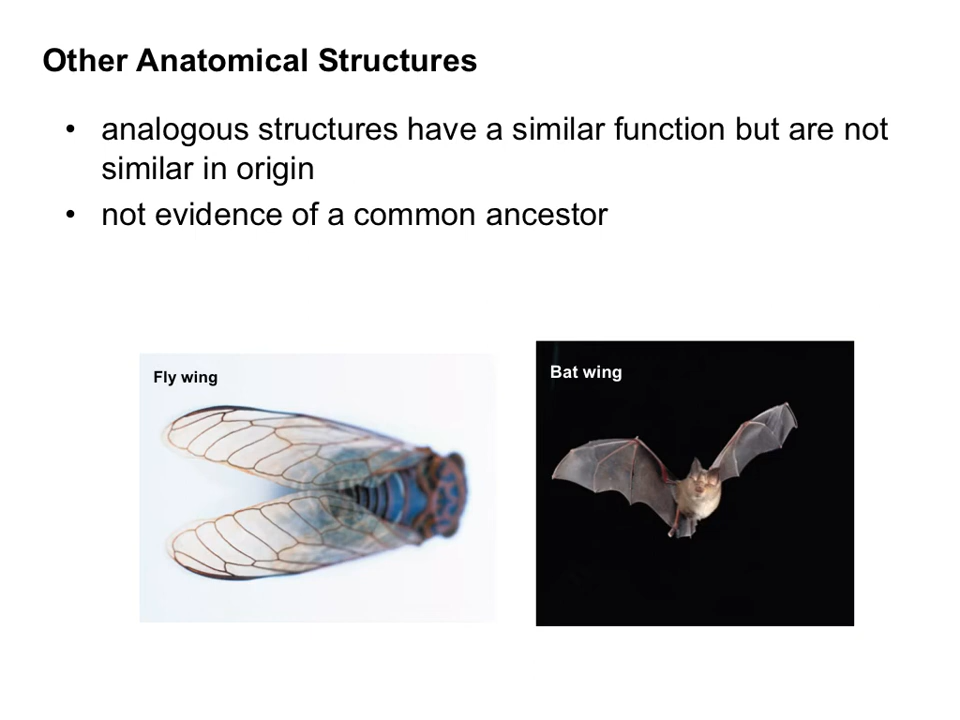 Other Anatomical Structures
• analogous structures have a similar function but are not
similar in origin
• not evidence of a common ancestor
Fly wing
Bat wing